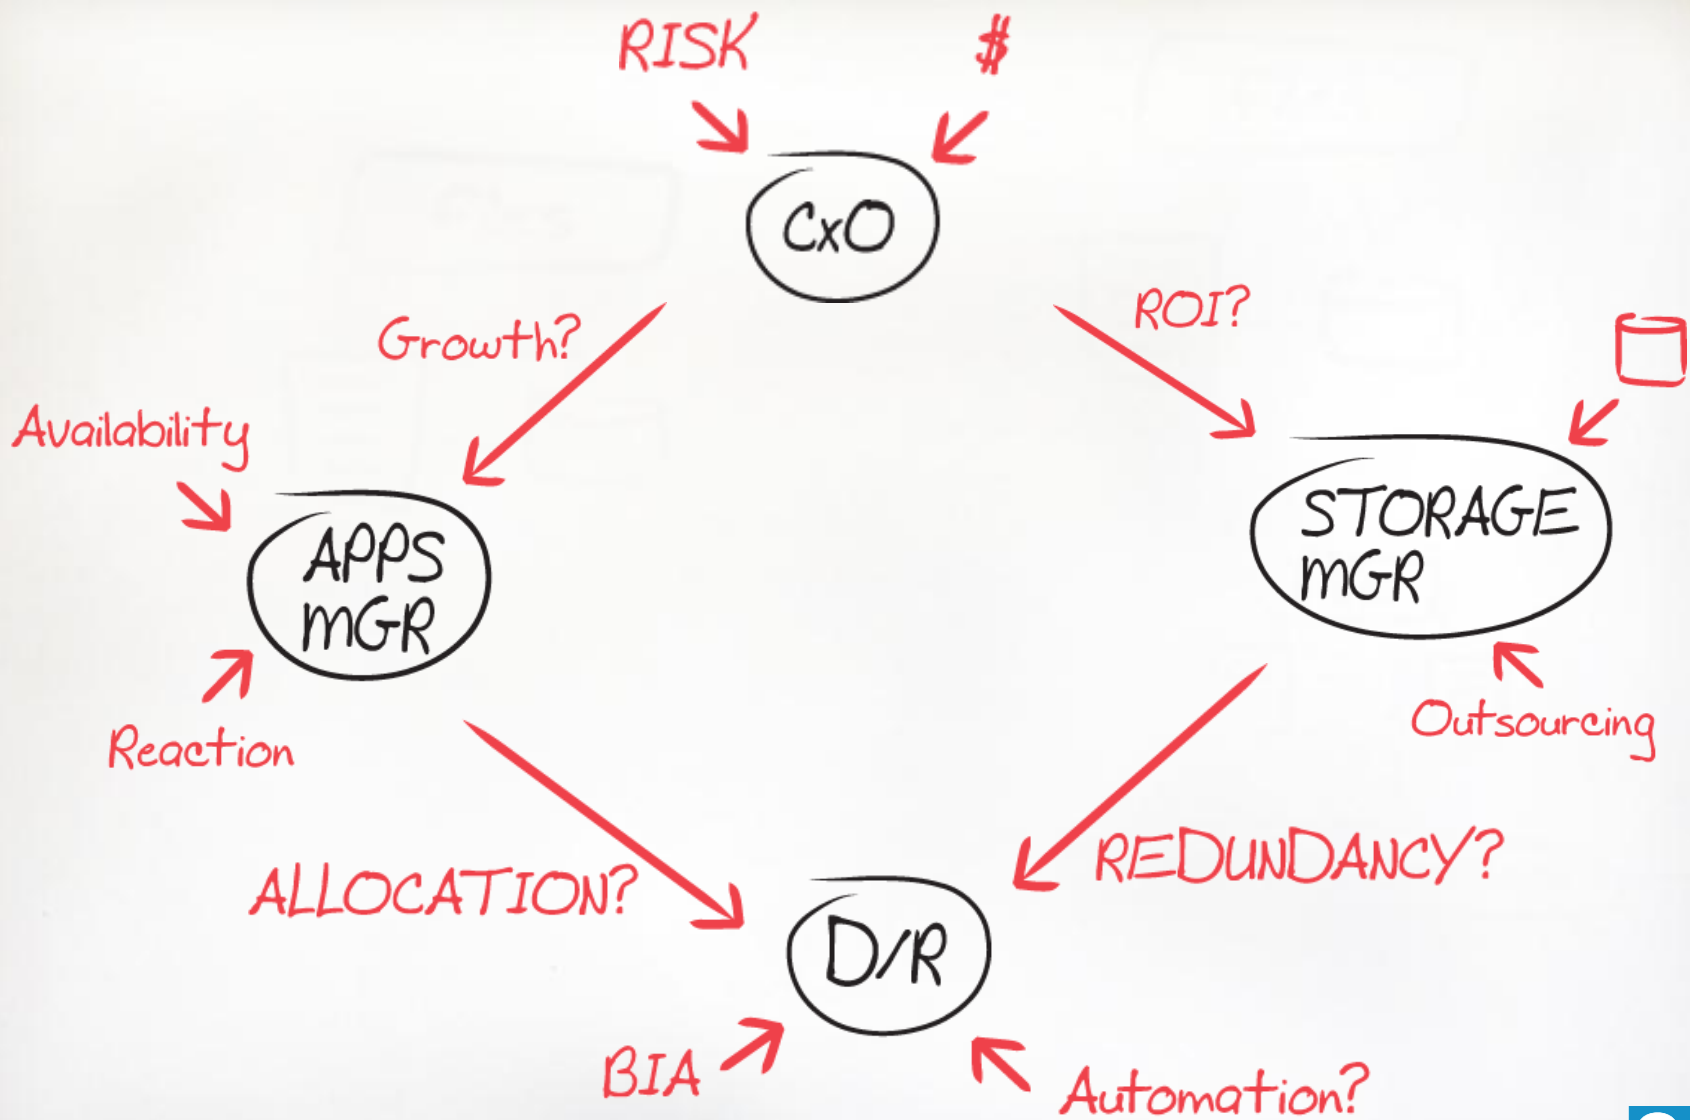 RISK
$
CxO
Growth?
ROI?
Availability
APPS
MGR
STORAGE
MGR
Reaction
Outsourcing
ALLOCATION?
REDUNDANCY?
D/R
BIA
Automation?